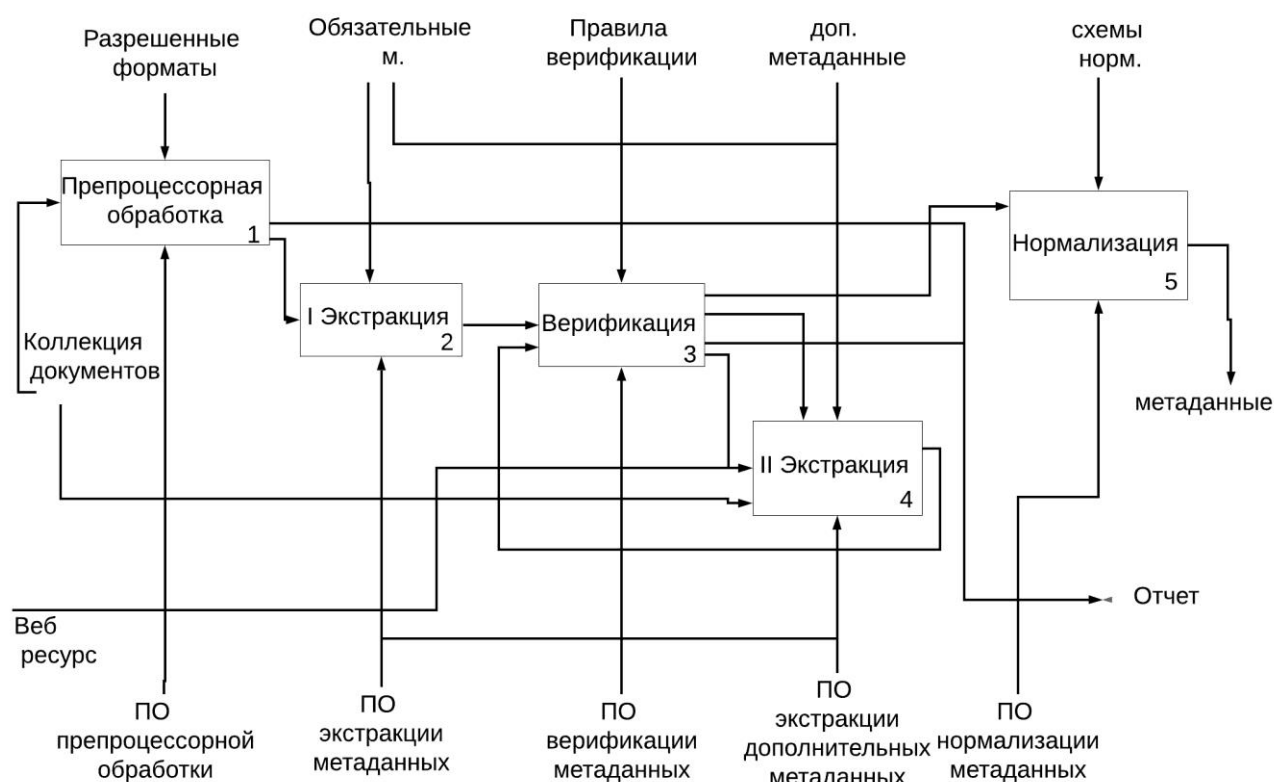 Разрешенные
форматы
Обязательные
м.
Правила
верификации
доп.
метаданные
схемы
норм.
Препроцессорная
обработка
1
I Экстракция
2
Верификация
3
Нормализация
5
Коллекция
документов
метаданные
II Экстракция
4
Отчет
Веб
ресурс
ПО
препроцессорной
обработки
ПО
экстракции
метаданных
ПО
верификации
метаданных
ПО
экстракции
дополнительных
метаданных
ПО
нормализации
метаданных